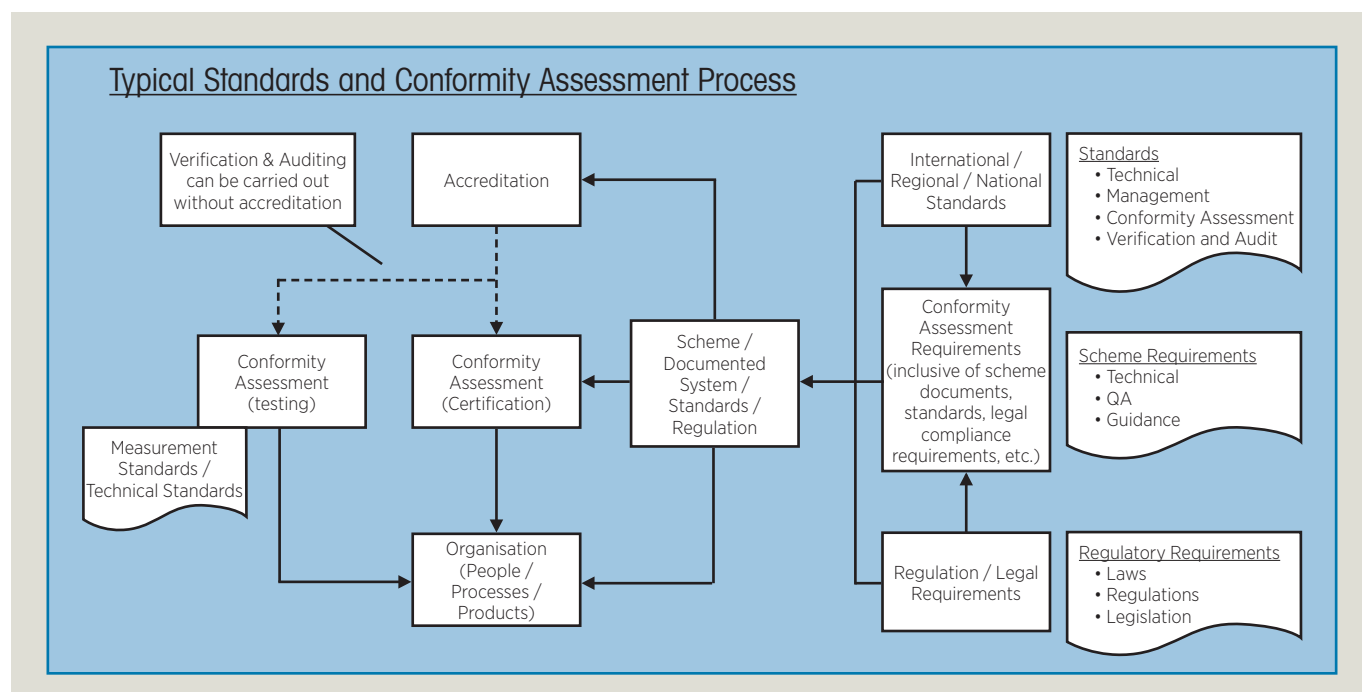 Typical Standards and Conformity Assessment Process
Verification & Auditing
can be carried out
without accreditation
Accreditation
International /
Regional / National
Standards
Standards
• Technical
• Management
• Conformity Assessment
• Verification and Audit
Conformity
Assessment
(testing)
Conformity
Assessment
(Certification)
Scheme /
Documented
System /
Standards /
Regulation
Conformity
Assessment
Requirements
(inclusive of scheme
documents,
standards, legal
compliance
requirements, etc.)
Scheme Requirements
• Technical
• QA
• Guidance
Measurement
Standards /
Technical Standards
Organisation
(People /
Processes /
Products)
Regulation / Legal
Requirements
Regulatory Requirements
• Laws
• Regulations
• Legislation